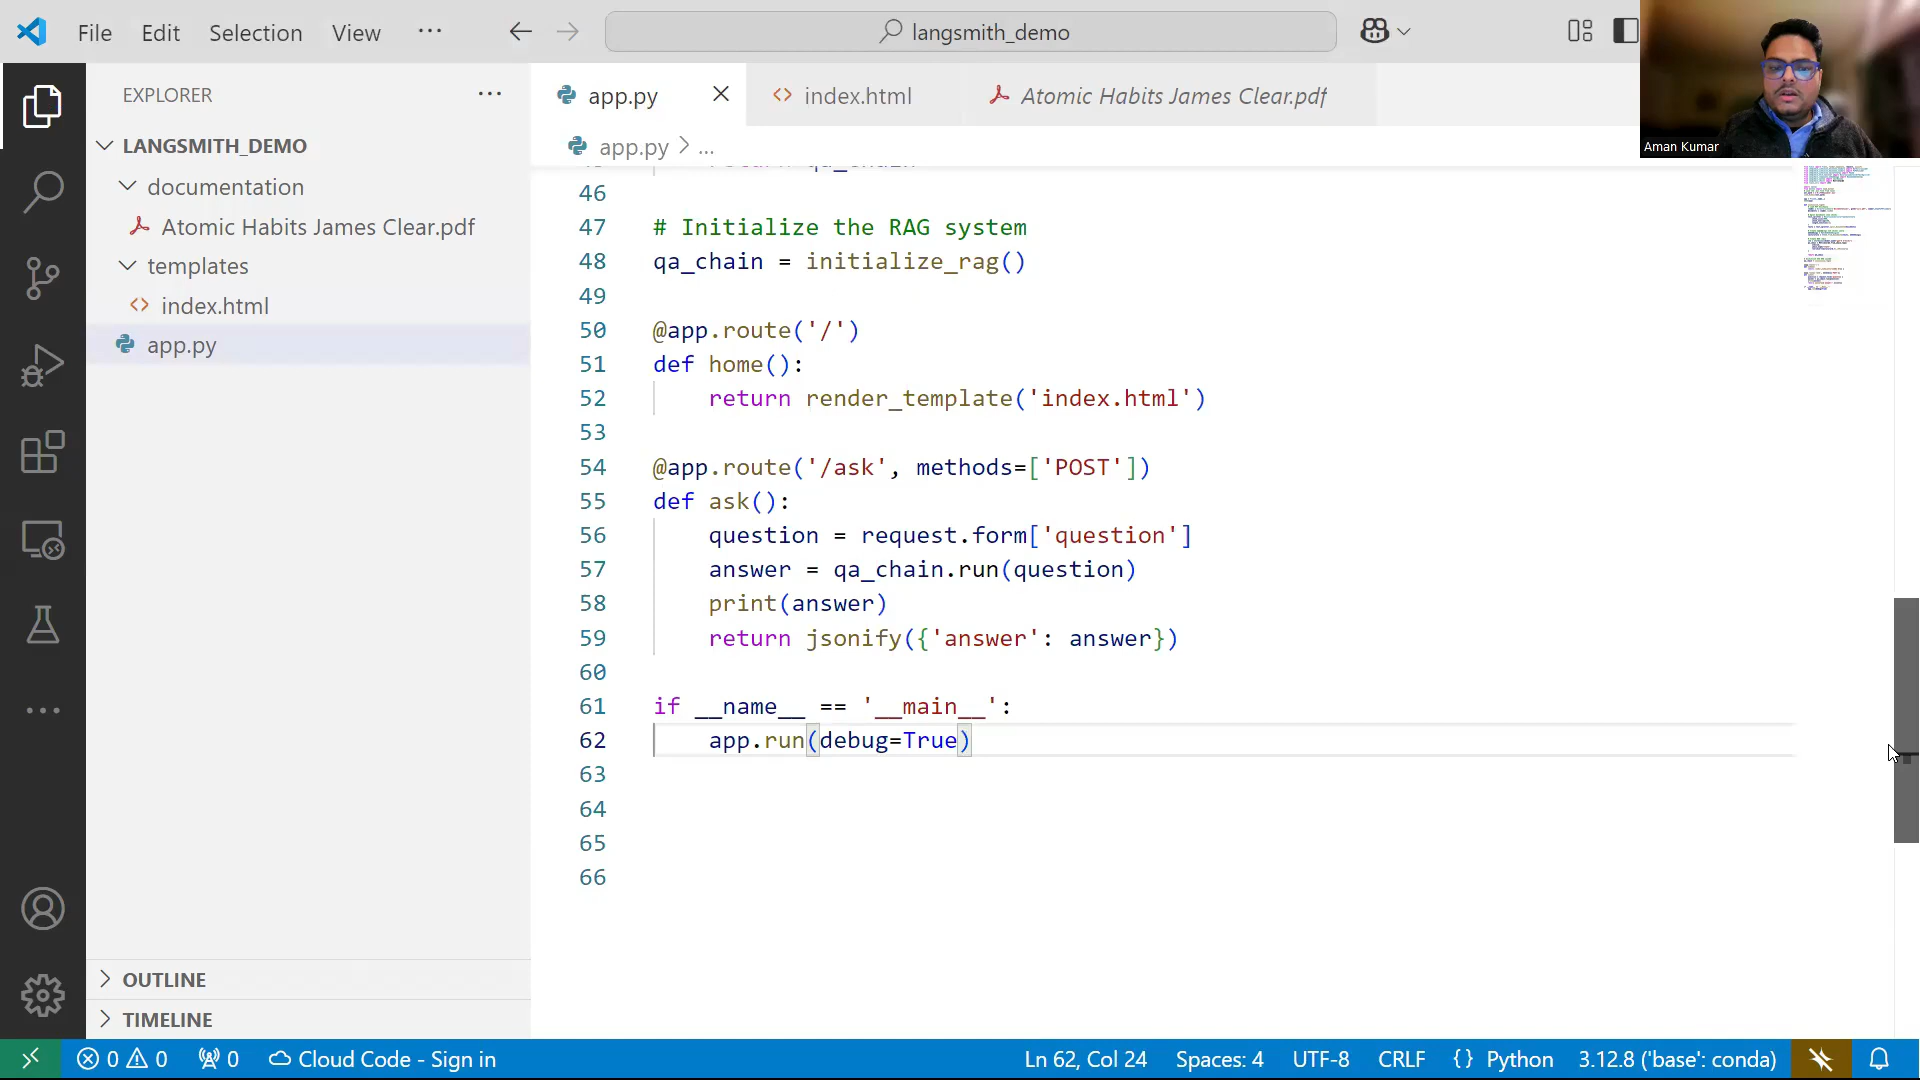 File Edit Selection View ...
langsmith_demo
Aman Kumar
EXPLORER ...
LANGSMITH_DEMO
documentation
Atomic Habits James Clear.pdf
templates
index.html
app.py
OUTLINE
TIMELINE
app.py index.html Atomic Habits James Clear.pdf
app.py > ...
46
47 # Initialize the RAG system
48 qa_chain = initialize_rag()
49
50 @app.route('/')
51 def home():
52 return render_template('index.html')
53
54 @app.route('/ask', methods=['POST'])
55 def ask():
56 question = request.form['question']
57 answer = qa_chain.run(question)
58 print(answer)
59 return jsonify({'answer': answer})
60
61 if __name__ == '__main__':
62 app.run(debug=True)
63
64
65
66
0 0 0 Cloud Code - Sign in Ln 62, Col 24 Spaces: 4 UTF-8 CRLF {} Python 3.12.8 ('base': conda)